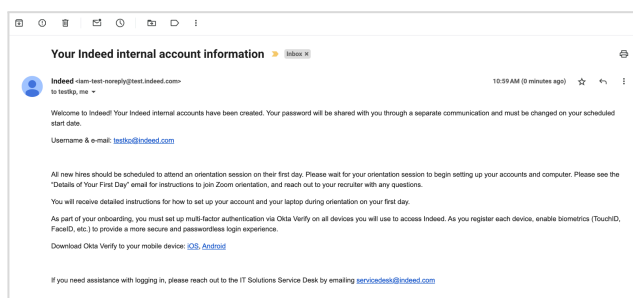 Your Indeed internal account information
Inbox ×
Indeed <iam-test-noreply@test.indeed.com>
10:59 AM (0 minutes ago)
to testkp, me
Welcome to Indeed! Your Indeed internal accounts have been created. Your password will be shared with you through a separate communication and must be changed on your scheduled
start date.
Username & e-mail: testkp@indeed.com
All new hires should be scheduled to attend an orientation session on their first day. Please wait for your orientation session to begin setting up your accounts and computer. Please see the
"Details of Your First Day" email for instructions to join Zoom orientation, and reach out to your recruiter with any questions.
You will receive detailed instructions for how to set up your account and your laptop during orientation on your first day.
As part of your onboarding, you must set up multi-factor authentication via Okta Verify on all devices you will use to access Indeed. As you register each device, enable biometrics (TouchID,
FaceID, etc.) to provide a more secure and passwordless login experience.
Download Okta Verify to your mobile device: iOS, Android
If you need assistance with logging in, please reach out to the IT Solutions Service Desk by emailing servicedesk@indeed.com